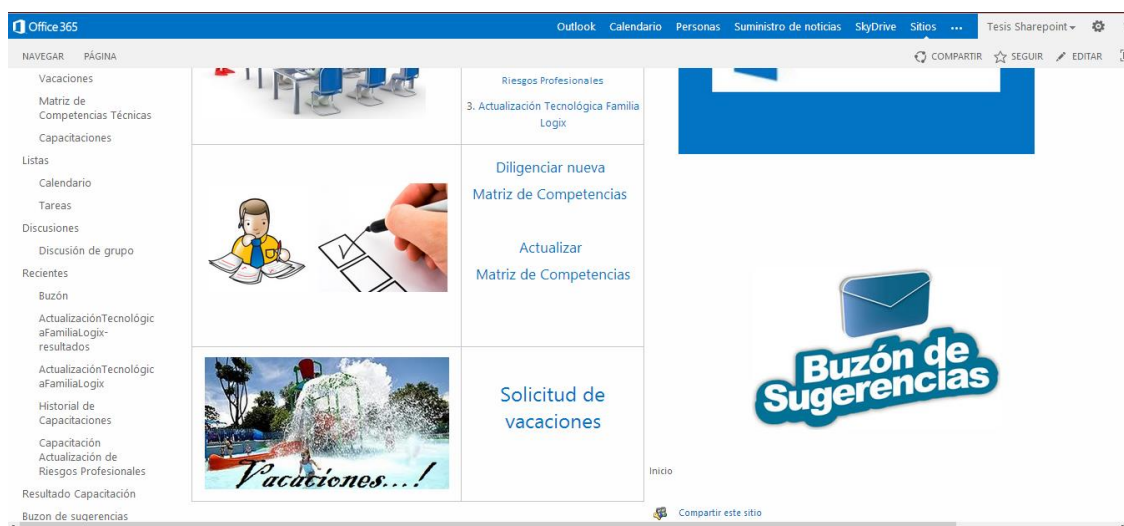 Office 365
Outlook Calendario Personas Suministro de noticias SkyDrive Sitios ... Tesis Sharepoint
NAVEGAR PÁGINA
COMPARTIR SEGUIR EDITAR
Vacaciones
Matriz de
Competencias Técnicas
Capacitaciones
Listas
Calendario
Tareas
Discusiones
Discusión de grupo
Recientes
Buzón
ActualizaciónTecnológic
aFamiliaLogix-
resultados
ActualizaciónTecnológic
aFamiliaLogix
Historial de
Capacitaciones
Capacitación
Actualización de
Riesgos Profesionales
Resultado Capacitación
Buzon de sugerencias
Riesgos Profesionales
3. Actualización Tecnológica Familia
Logix
Diligenciar nueva
Matriz de Competencias
Actualizar
Matriz de Competencias
Vacaciones....!
Solicitud de
vacaciones
Buzón de
Sugerencias
Inicio
Compartir este sitio